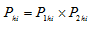 P_{ki} = P_{1ki} × P_{2ki}